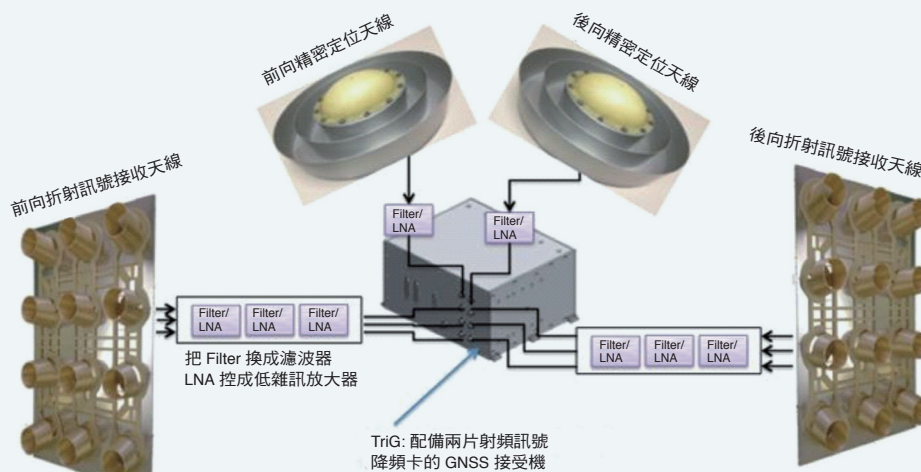 前向精密定位天線
後向精密定位天線
前向折射訊號接收天線
後向折射訊號接收天線
Filter/
LNA
Filter/
LNA
Filter/
LNA
Filter/
LNA
Filter/
LNA
把 Filter 換成濾波器
LNA 控成低雜訊放大器
Filter/
LNA
Filter/
LNA
Filter/
LNA
TriG: 配備兩片射頻訊號
降頻卡的 GNSS 接受機